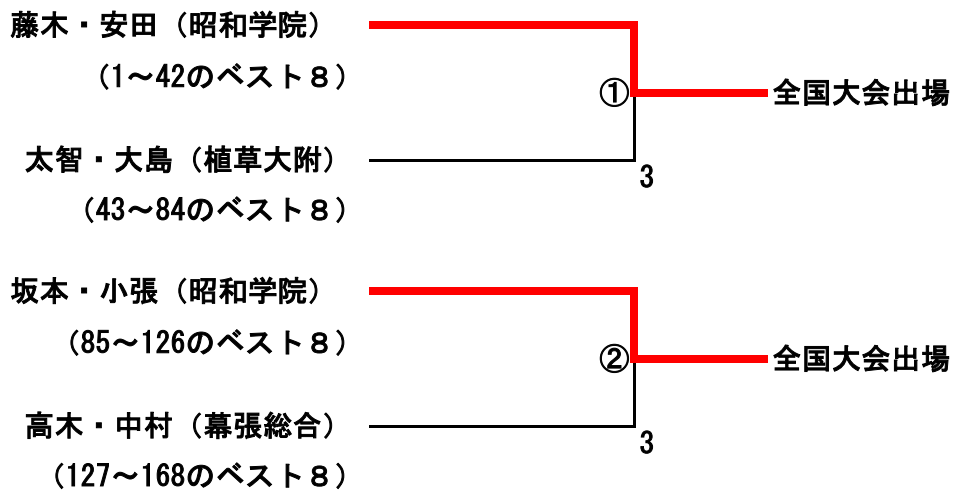 藤木・安田（昭和学院）
（1～42のベスト８）
① 全国大会出場
太智・大島（植草大附）
3
（43～84のベスト８）
坂本・小張（昭和学院）
（85～126のベスト８）
② 全国大会出場
高木・中村（幕張総合）
3
（127～168のベスト８）